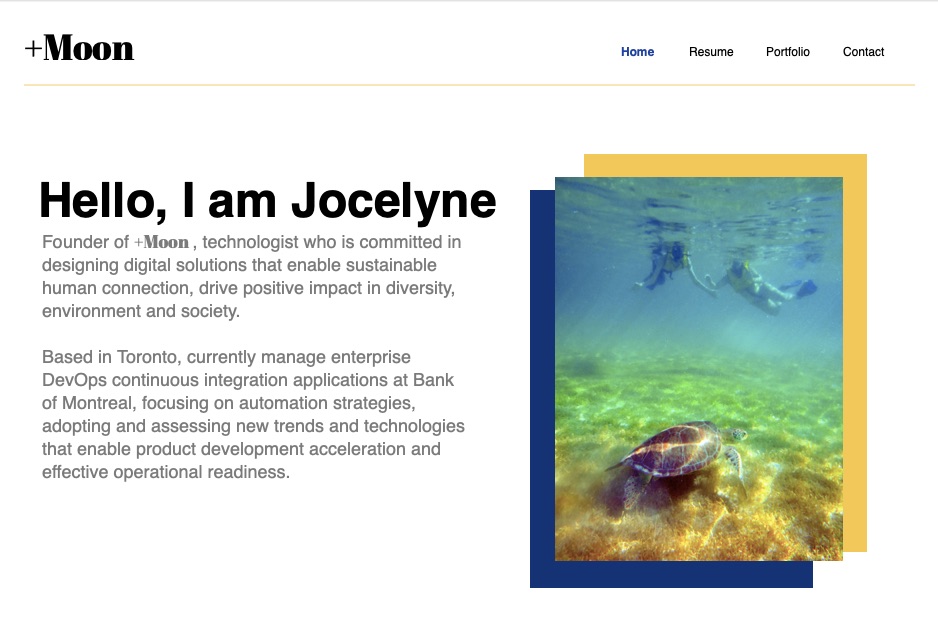 +Moon
Home Resume Portfolio Contact
Hello, I am Jocelyne
Founder of +Moon , technologist who is committed in
designing digital solutions that enable sustainable
human connection, drive positive impact in diversity,
environment and society.
Based in Toronto, currently manage enterprise
DevOps continuous integration applications at Bank
of Montreal, focusing on automation strategies,
adopting and assessing new trends and technologies
that enable product development acceleration and
effective operational readiness.